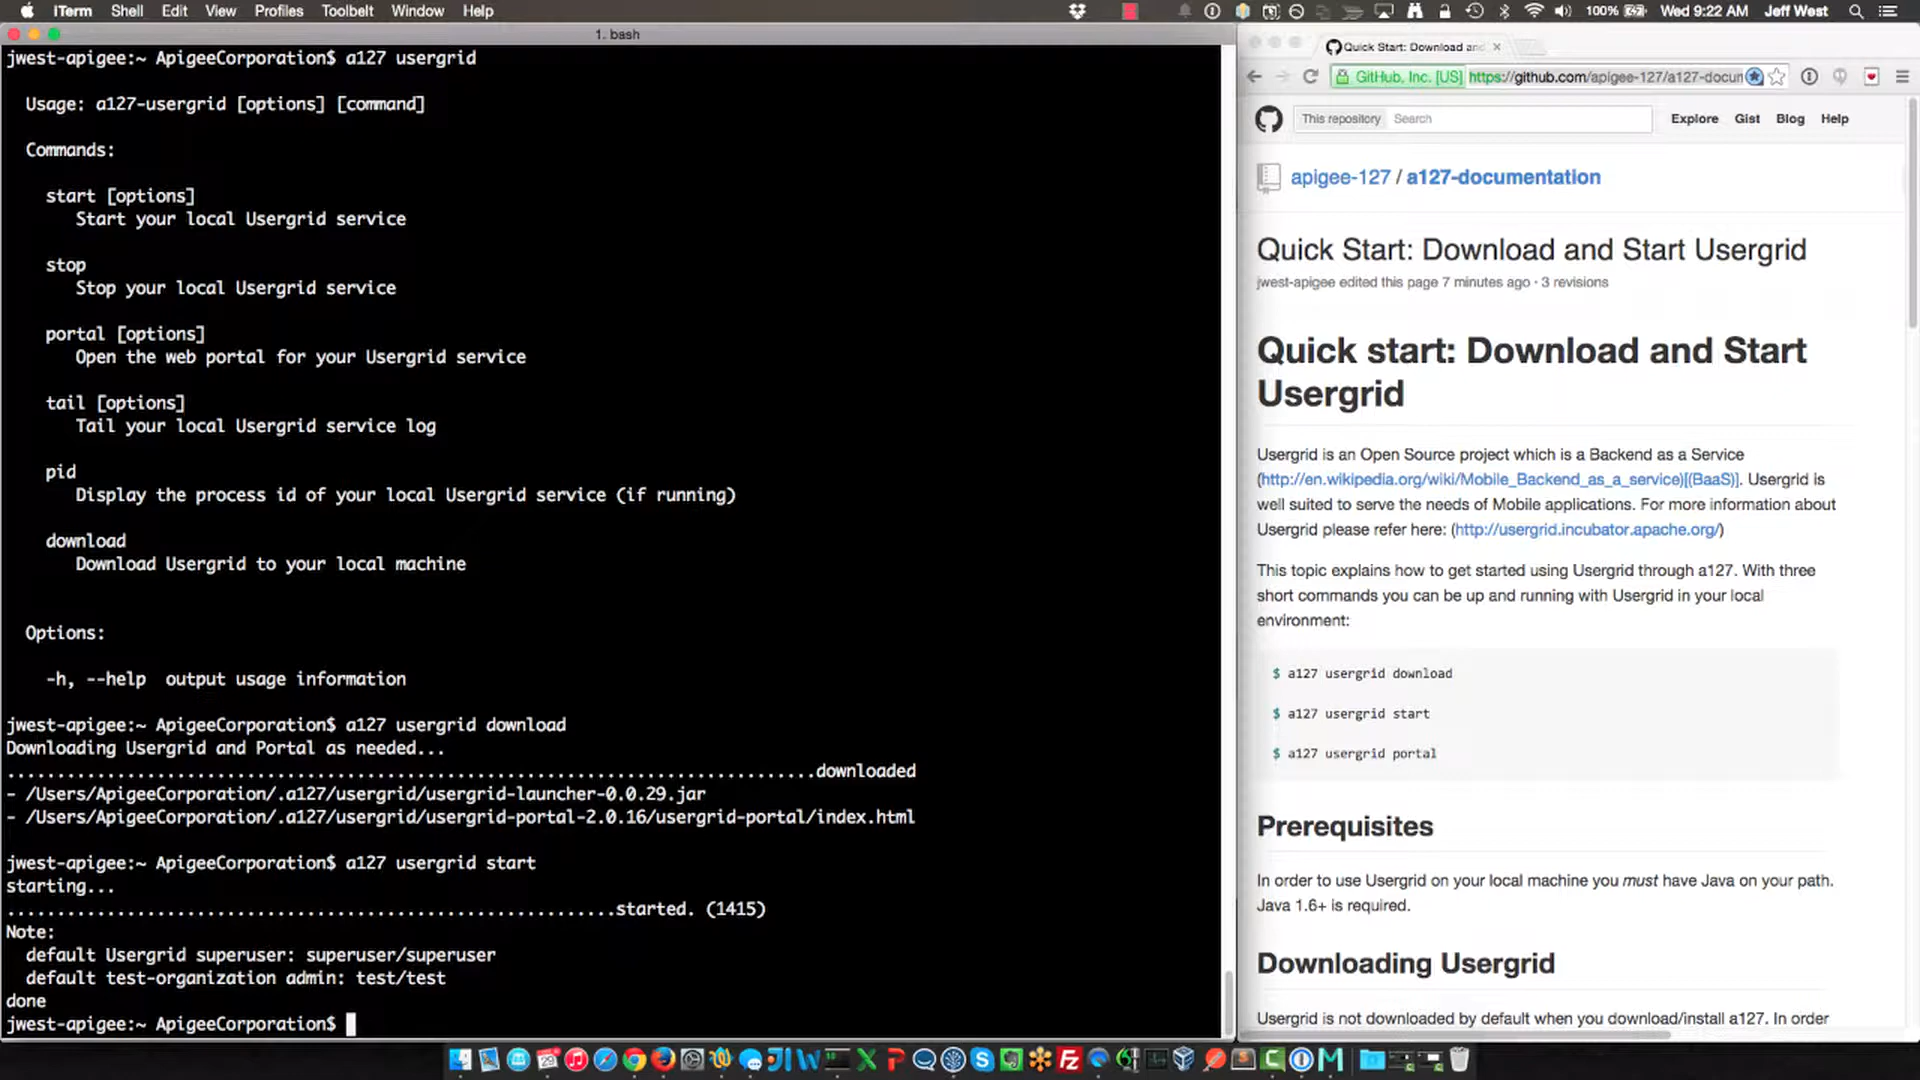 iTerm Shell Edit View Profiles Toolbelt Window Help 100% Wed 9:22 AM Jeff West
1. bash
jwest-apigee:~ ApigeeCorporation$ a127 usergrid
Usage: a127-usergrid [options] [command]
Commands:
start [options]
Start your local Usergrid service
stop
Stop your local Usergrid service
portal [options]
Open the web portal for your Usergrid service
tail [options]
Tail your local Usergrid service log
pid
Display the process id of your local Usergrid service (if running)
download
Download Usergrid to your local machine
Options:
-h, --help output usage information
jwest-apigee:~ ApigeeCorporation$ a127 usergrid download
Downloading Usergrid and Portal as needed...
.................................................................................downloaded
- /Users/ApigeeCorporation/.a127/usergrid/usergrid-launcher-0.0.29.jar
- /Users/ApigeeCorporation/.a127/usergrid/usergrid-portal-2.0.16/usergrid-portal/index.html
jwest-apigee:~ ApigeeCorporation$ a127 usergrid start
starting...
.............................................................started. (1415)
Note:
default Usergrid superuser: superuser/superuser
default test-organization admin: test/test
done
jwest-apigee:~ ApigeeCorporation$
Quick Start: Download and
GitHub, Inc. [US] https://github.com/apigee-127/a127-docun
This repository Search Explore Gist Blog Help
apigee-127 / a127-documentation
Quick Start: Download and Start Usergrid
jwest-apigee edited this page 7 minutes ago · 3 revisions
Quick start: Download and Start
Usergrid
Usergrid is an Open Source project which is a Backend as a Service
(http://en.wikipedia.org/wiki/Mobile_Backend_as_a_service)[(BaaS)]. Usergrid is
well suited to serve the needs of Mobile applications. For more information about
Usergrid please refer here: (http://usergrid.incubator.apache.org/)
This topic explains how to get started using Usergrid through a127. With three
short commands you can be up and running with Usergrid in your local
environment:
$ a127 usergrid download
$ a127 usergrid start
$ a127 usergrid portal
Prerequisites
In order to use Usergrid on your local machine you must have Java on your path.
Java 1.6+ is required.
Downloading Usergrid
Usergrid is not downloaded by default when you download/install a127. In order